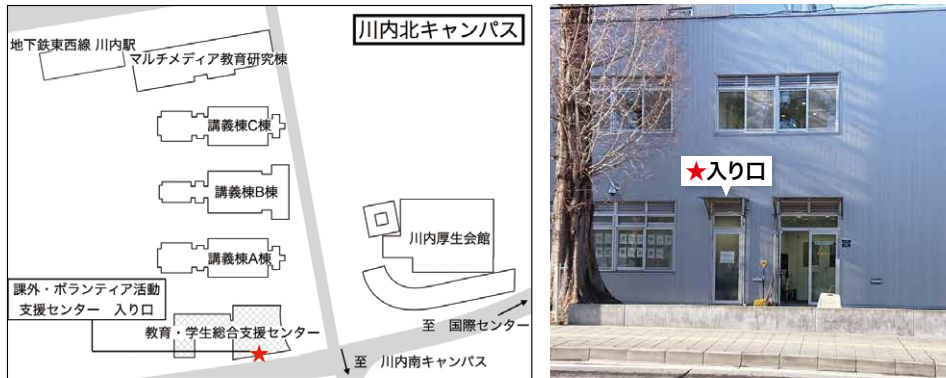 川内北キャンパス
地下鉄東西線 川内駅
マルチメディア教育研究棟
講義棟C棟
講義棟B棟
川内厚生会館
講義棟A棟
課外・ボランティア活動
支援センター 入り口
教育・学生総合支援センター
至 国際センター
至 川内南キャンパス
★入り口